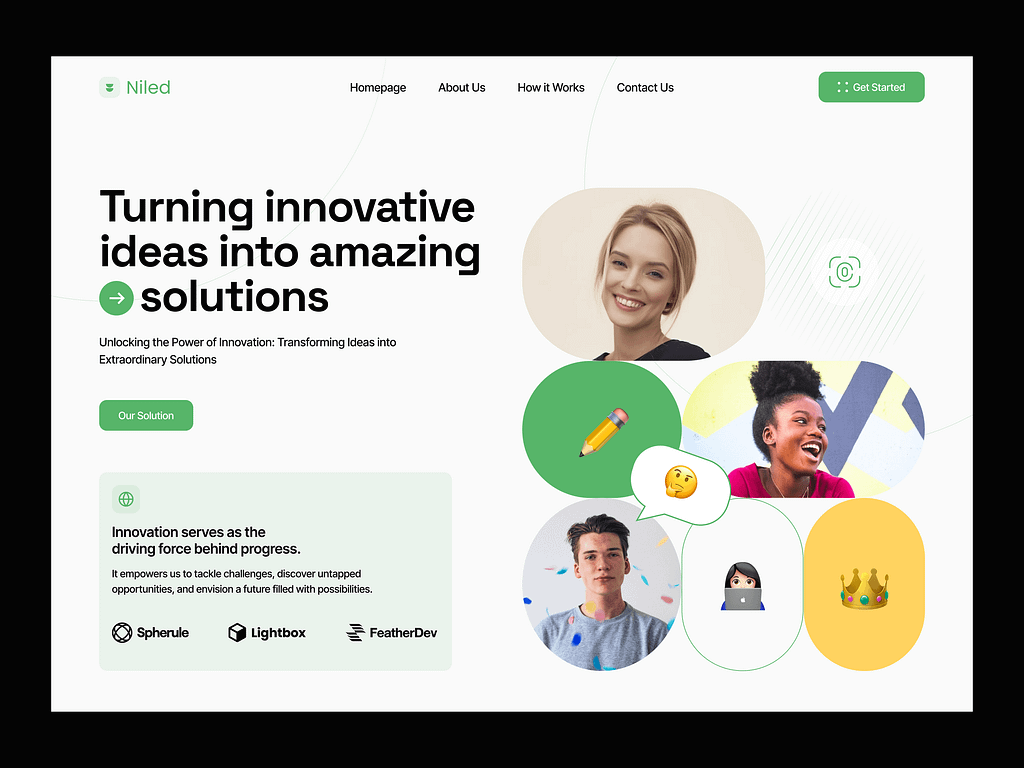 Niled
Homepage
About Us
How it Works
Contact Us
Get Started
Turning innovative
ideas into amazing
solutions
Unlocking the Power of Innovation: Transforming Ideas into
Extraordinary Solutions
Our Solution
Innovation serves as the
driving force behind progress.
It empowers us to tackle challenges, discover untapped
opportunities, and envision a future filled with possibilities.
Spherule
Lightbox
FeatherDev